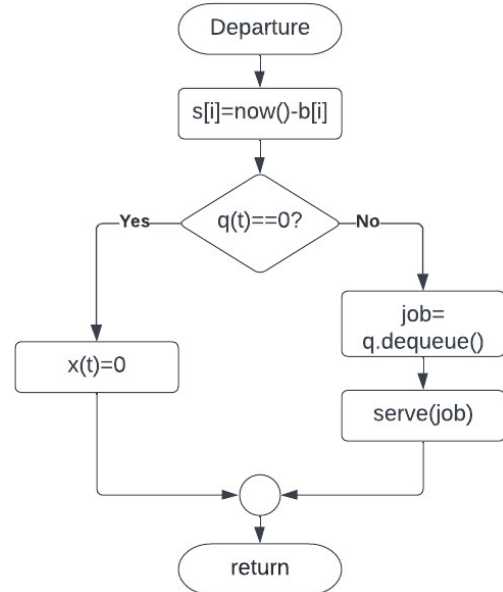 Departure
s[i]=now()-b[i]
q(t)==0?
Yes
No
x(t)=0
job=
q.dequeue()
serve(job)
return